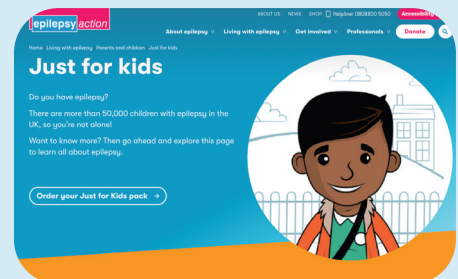 ABOUT US NEWS SHOP Helpline: 0808 800 5050 Accessibility
epilepsy action
About epilepsy Living with epilepsy Get involved Professionals Donate
Home Living with epilepsy Parents and children Just for kids
Just for kids
Do you have epilepsy?
There are more than 50,000 children with epilepsy in the
UK, so you're not alone!
Want to know more? Then go ahead and explore this page
to learn all about epilepsy.
Order your Just for Kids pack →